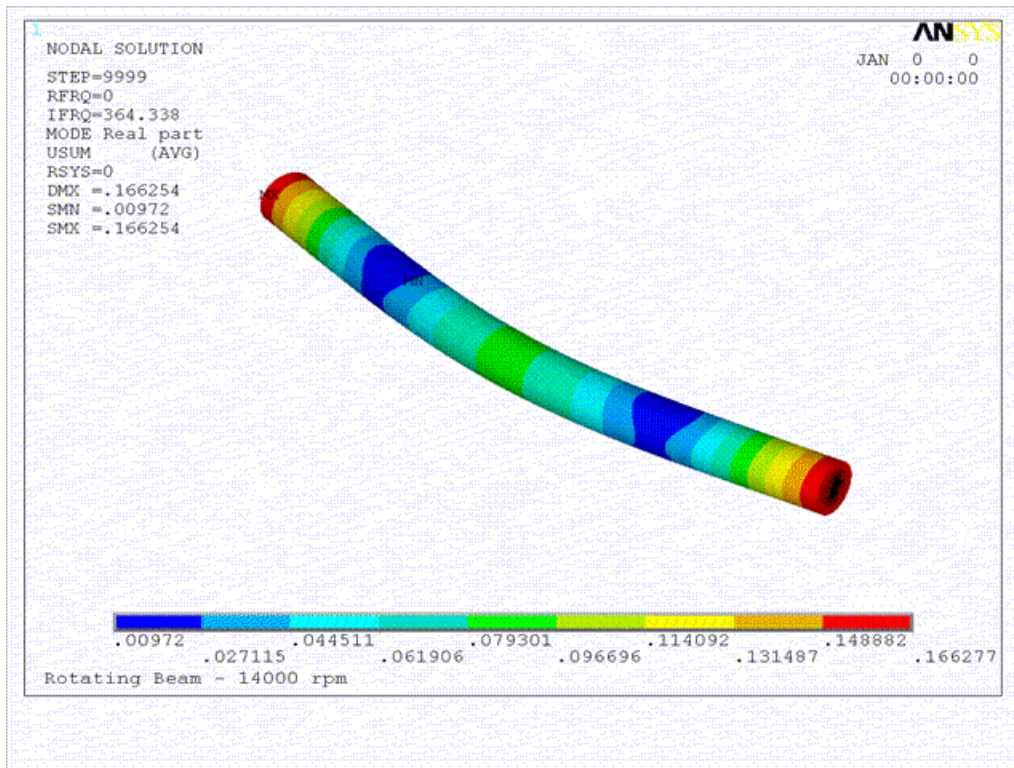 1
ANSYS
NODAL SOLUTION
JAN 0 0
00:00:00
STEP=9999
RFRQ=0
IFRQ=364.338
MODE Real part
USUM (AVG)
RSYS=0
DMX =.166254
SMN =.00972
SMX =.166254
MX
MN
.00972 .044511 .079301 .114092 .148882
.027115 .061906 .096696 .131487 .166277
Rotating Beam - 14000 rpm